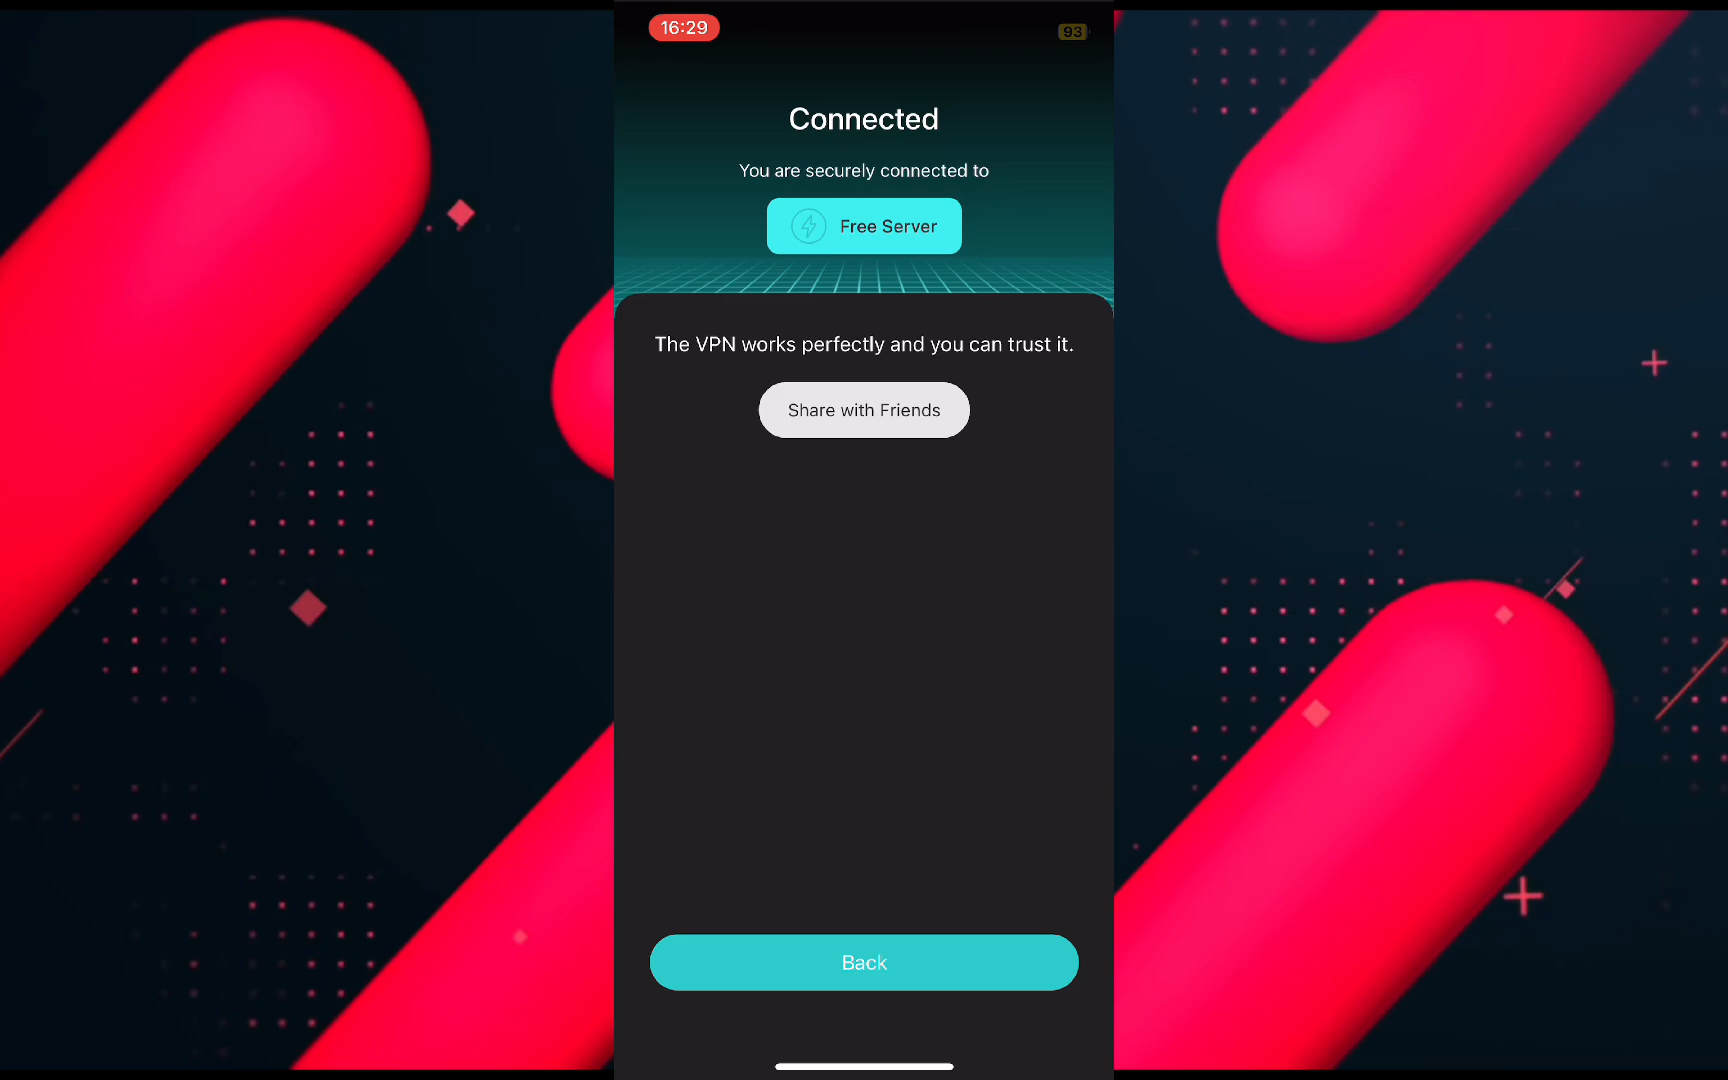 16:29
93
Connected
You are securely connected to
Free Server
The VPN works perfectly and you can trust it.
Share with Friends
Back